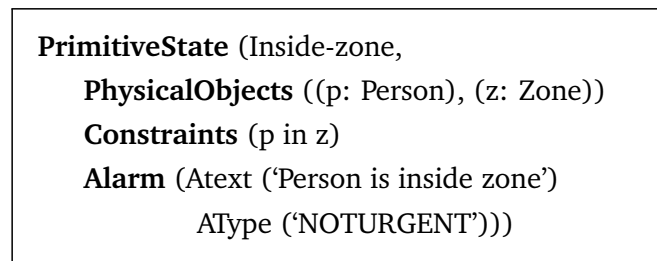 PrimitiveState (Inside-zone,
PhysicalObjects ((p: Person), (z: Zone))
Constraints (p in z)
Alarm (Atext (‘Person is inside zone’)
AType (‘NOTURGENT’)))